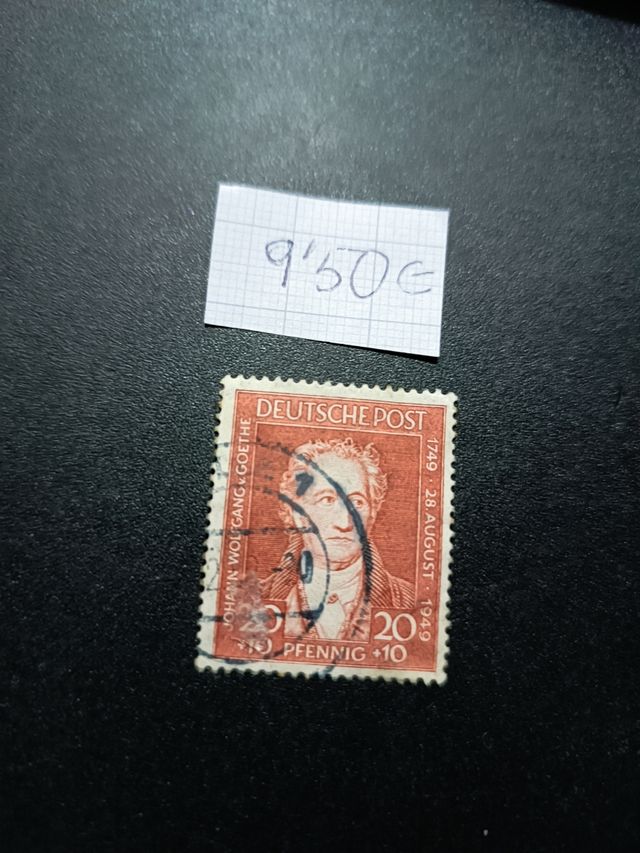 9'50€
DEUTSCHE POST
JOHANN WOLFGANG v. GOETHE
1749 · 28. AUGUST · 1949
20 20
+10 PFENNIG +10